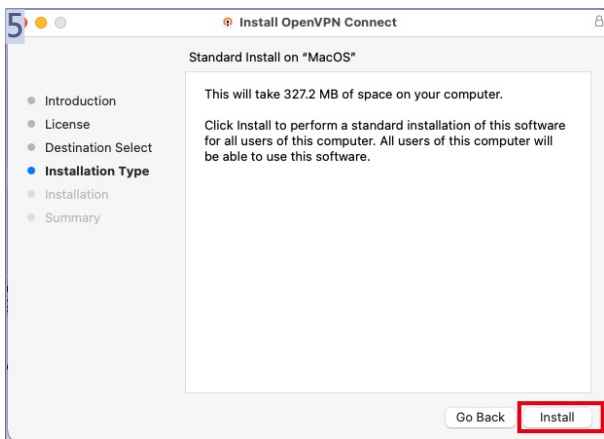 5
Install OpenVPN Connect
Standard Install on “MacOS”
Introduction
License
Destination Select
Installation Type
Installation
Summary
This will take 327.2 MB of space on your computer.
Click Install to perform a standard installation of this software
for all users of this computer. All users of this computer will
be able to use this software.
Go Back
Install